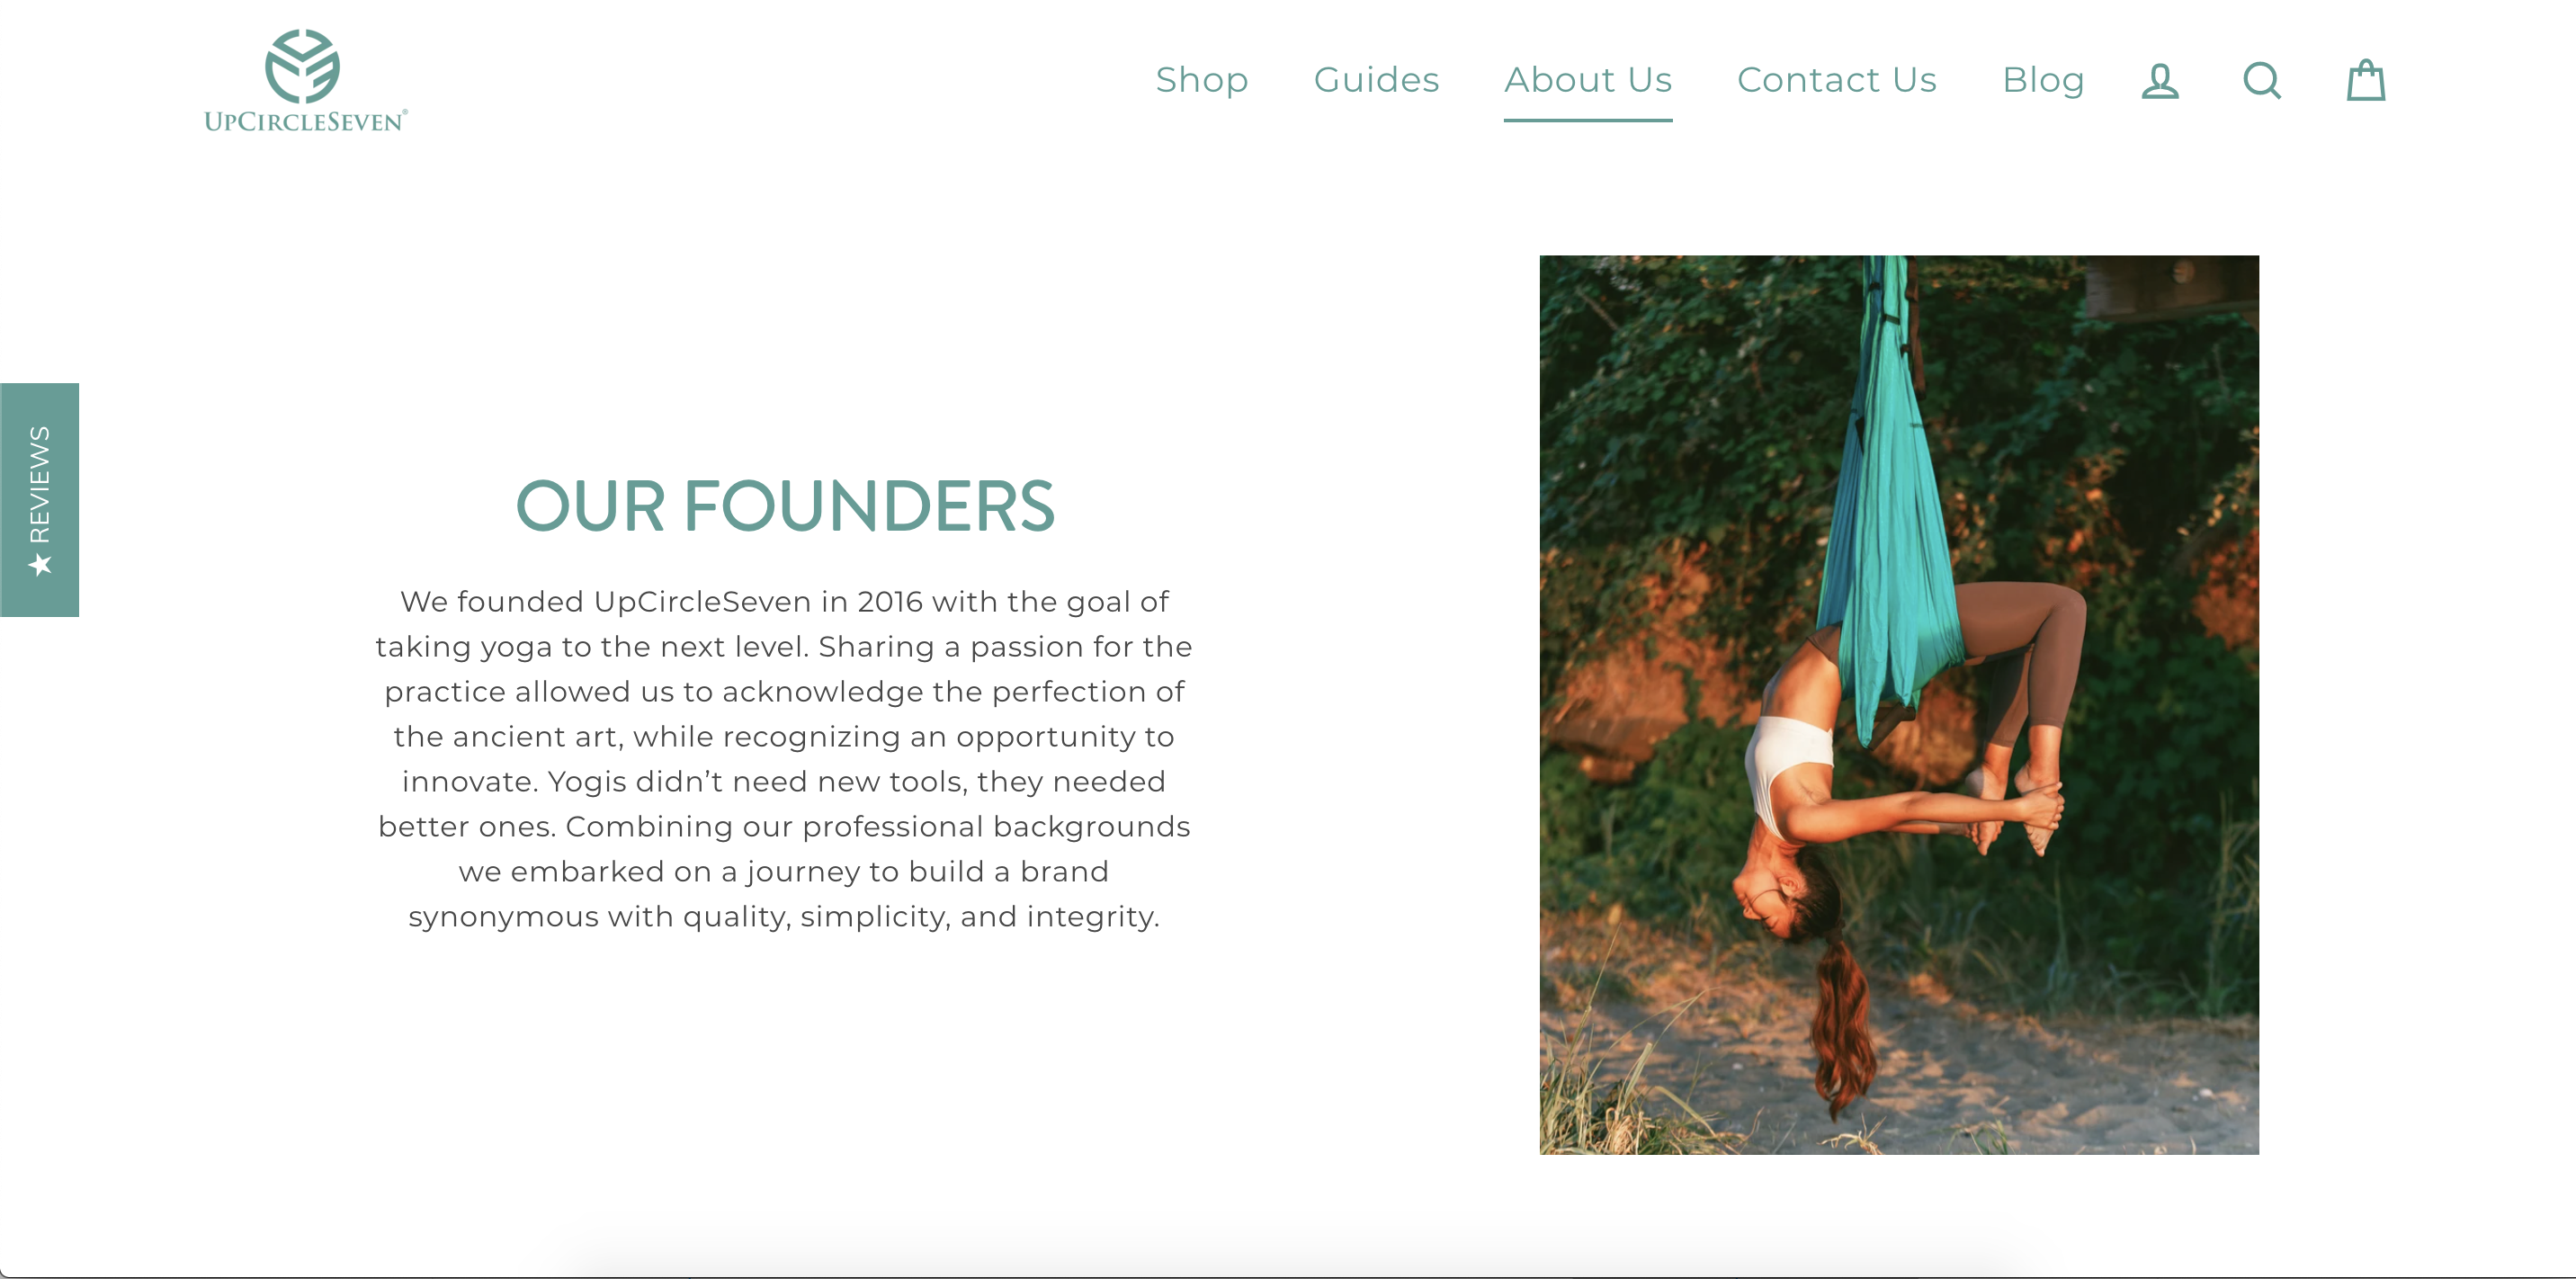 UPCIRCLESEVEN®
Shop Guides About Us Contact Us Blog
★ REVIEWS
OUR FOUNDERS
We founded UpCircleSeven in 2016 with the goal of
taking yoga to the next level. Sharing a passion for the
practice allowed us to acknowledge the perfection of
the ancient art, while recognizing an opportunity to
innovate. Yogis didn’t need new tools, they needed
better ones. Combining our professional backgrounds
we embarked on a journey to build a brand
synonymous with quality, simplicity, and integrity.